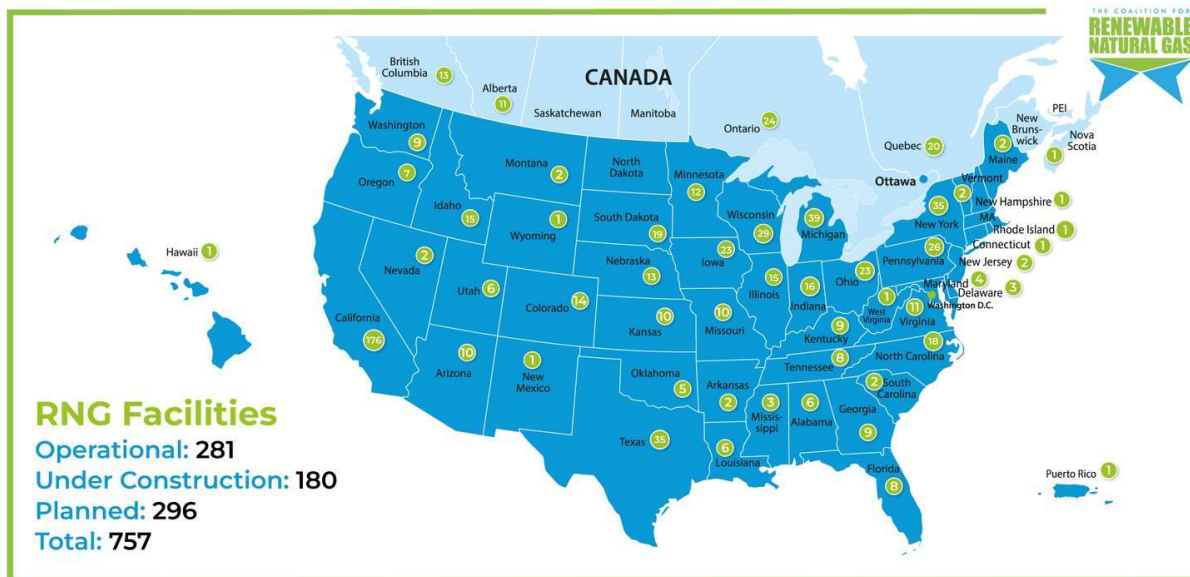 THE COALITION FOR
RENEWABLE
NATURAL GAS
CANADA
British
Columbia
13
Alberta
11
Saskatchewan
Manitoba
Ontario
24
Quebec
20
Ottawa
PEI
New
Bruns-
wick
Nova
Scotia
1
Washington
9
Oregon
7
Idaho
15
Montana
2
North
Dakota
Minnesota
12
Wisconsin
29
Michigan
39
Maine
2
Vermont
2
New Hampshire
1
New York
35
MA
Rhode Island
1
Connecticut
1
New Jersey
2
Pennsylvania
26
Maryland
4
Delaware
3
Washington D.C.
Wyoming
1
South Dakota
19
Nebraska
13
Iowa
23
Illinois
15
Indiana
16
Ohio
23
West
Virginia
1
Virginia
11
Hawaii
1
Nevada
2
Utah
6
Colorado
14
Kansas
10
Missouri
10
Kentucky
9
Tennessee
8
North Carolina
18
California
176
Arizona
10
New
Mexico
1
Oklahoma
5
Arkansas
2
Missis-
sippi
3
Alabama
6
Georgia
9
South
Carolina
2
Texas
35
Louisiana
6
Florida
8
Puerto Rico
1
RNG Facilities
Operational: 281
Under Construction: 180
Planned: 296
Total: 757